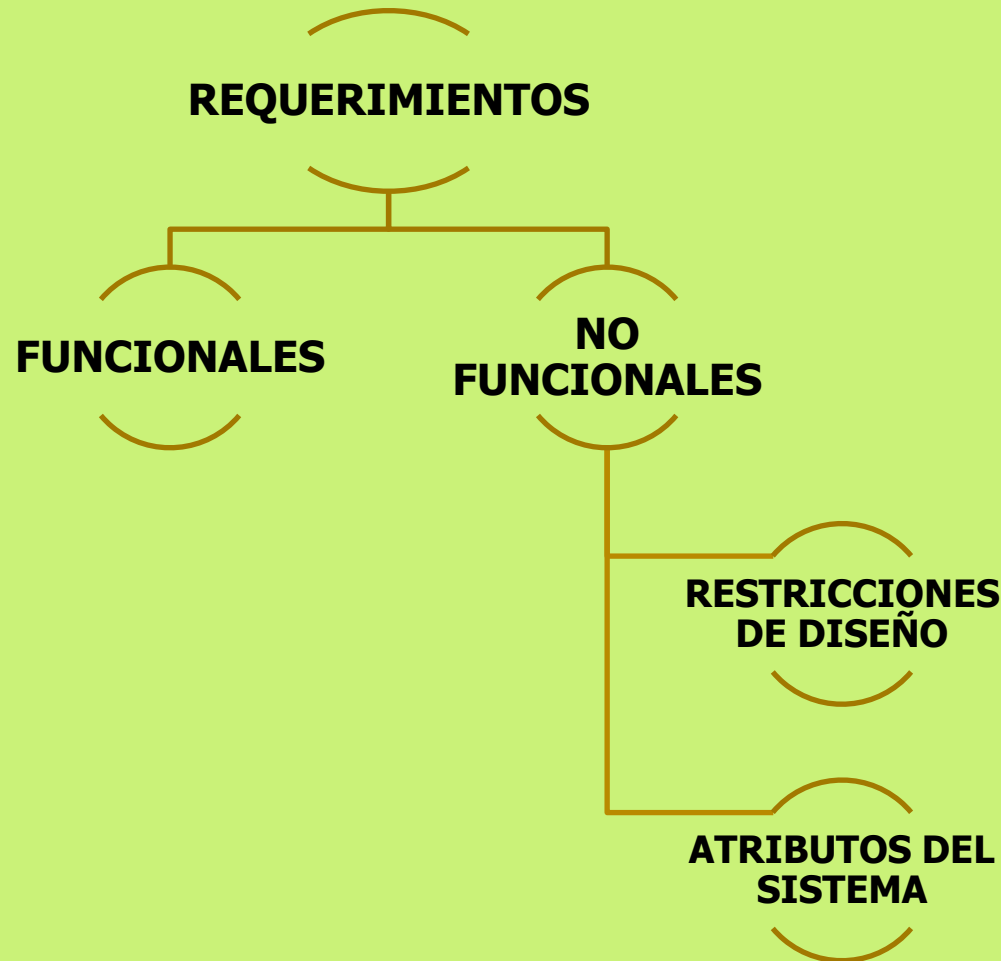 REQUERIMIENTOS
FUNCIONALES
NO
FUNCIONALES
RESTRICCIONES
DE DISEÑO
ATRIBUTOS DEL
SISTEMA